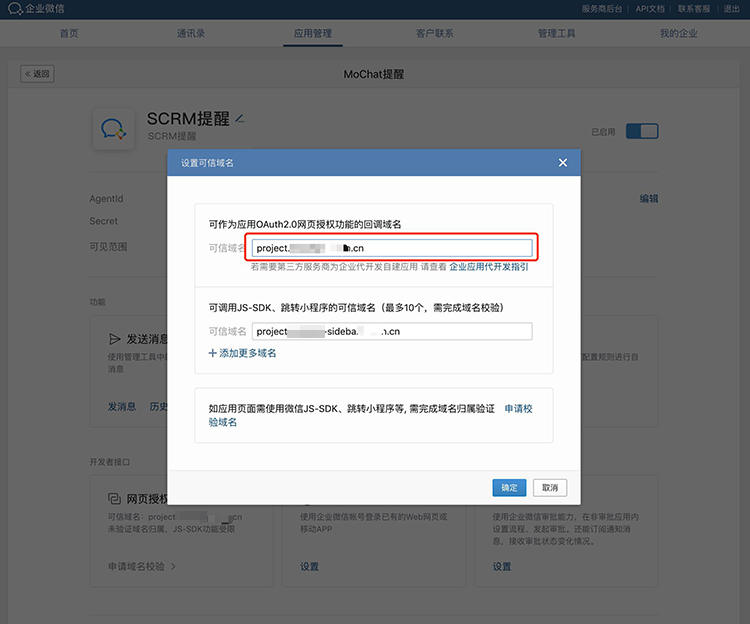 企业微信
服务商后台 | API文档 | 联系客服 | 退出
首页 通讯录 应用管理 客户联系 管理工具 我的企业
« 返回
MoChat提醒
SCRM提醒
SCRM提醒
已启用
设置可信域名
AgentId
编辑
Secret
可见范围
可作为应用OAuth2.0网页授权功能的回调域名
可信域名 project. .cn
若需要第三方服务商为企业代开发自建应用 请查看 企业应用代开发指引
可调用JS-SDK、跳转小程序的可信域名（最多10个，需完成域名校验）
可信域名 project -sideba. .cn
+ 添加更多域名
如应用页面需使用微信JS-SDK、跳转小程序等, 需完成域名归属验证 申请校
验域名
确定 取消
功能
发送消息
使用管理工具中的
消息
配置规则进行自
发消息 历史
开发者接口
网页授权
可信域名：project cn
未验证域名归属、JS-SDK功能受限
申请域名校验 >
使用企业微信帐号登录已有的Web网页或
移动APP
设置
使用企业微信审批能力，在非审批应用内
设置流程、发起审批。还能订阅通知消
息，接收审批状态变化情况。
设置